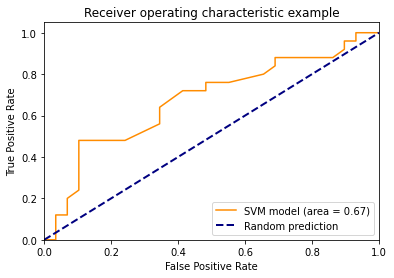 Receiver operating characteristic example
True Positive Rate
1.0
0.8
0.6
0.4
0.2
0.0
SVM model (area = 0.67)
Random prediction
0.0 0.2 0.4 0.6 0.8 1.0
False Positive Rate